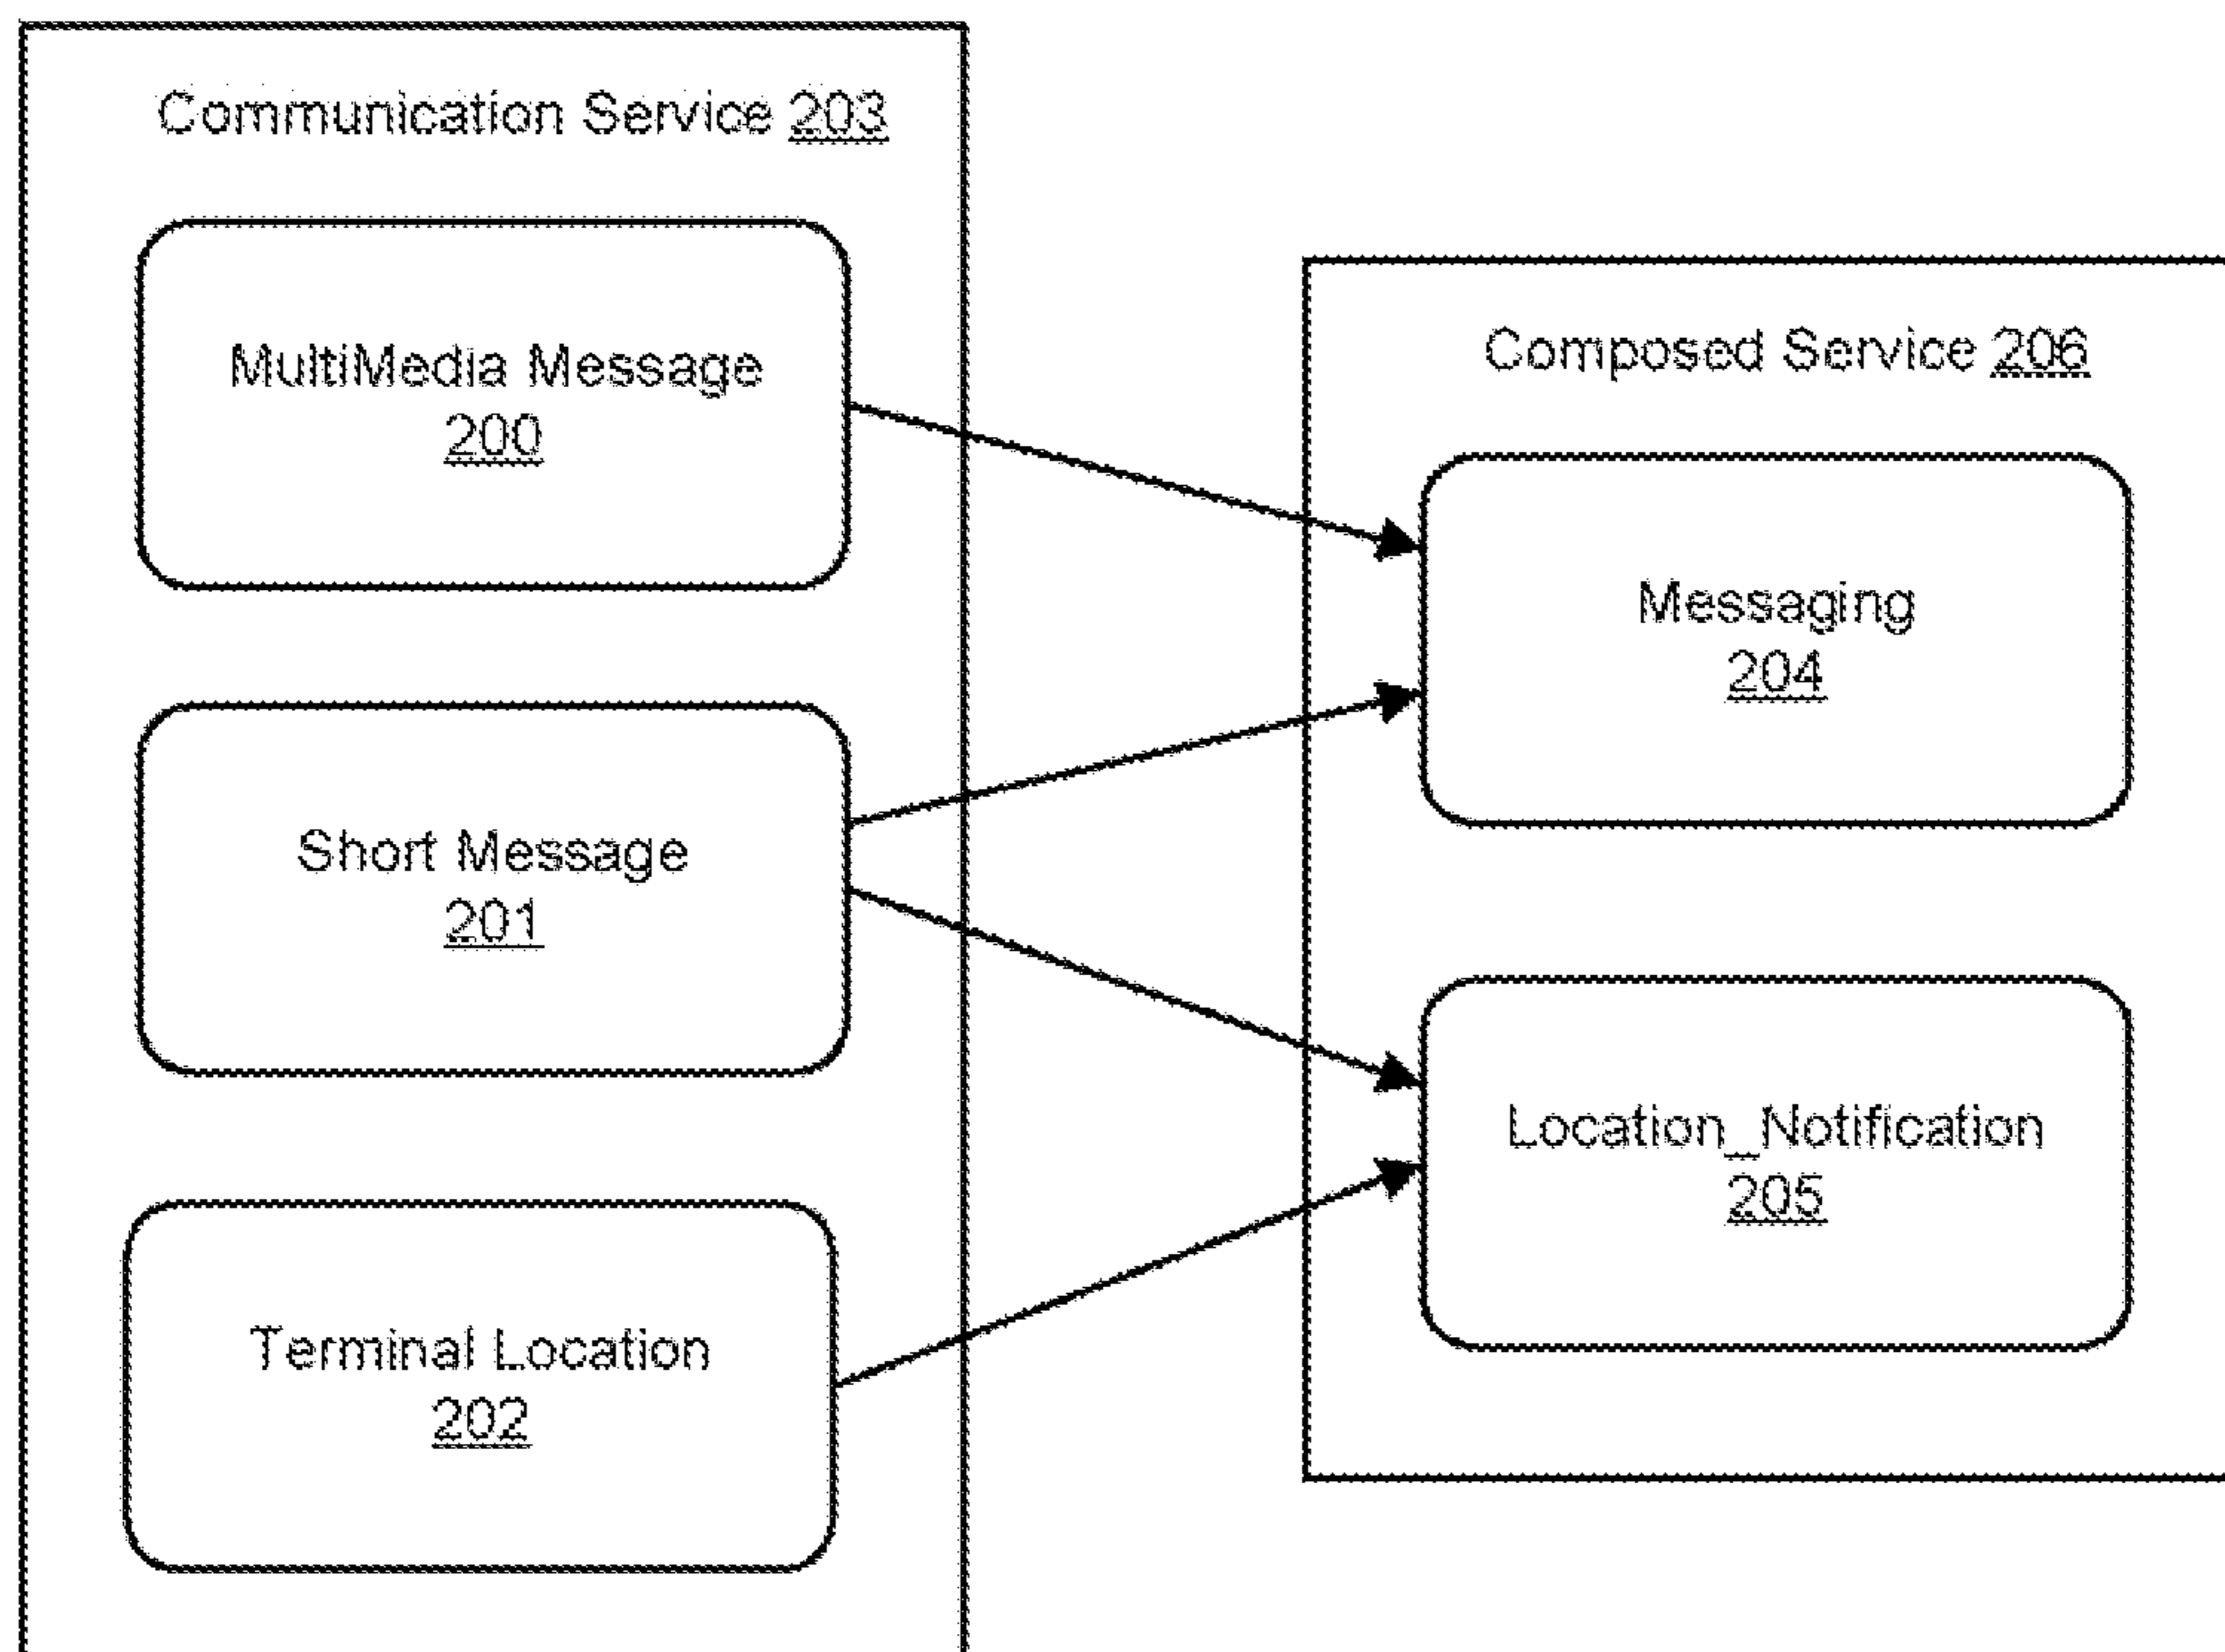 Communication Service 203
MultiMedia Message
200
Short Message
201
Terminal Location
202
Composed Service 206
Messaging
204
Location_Notification
205